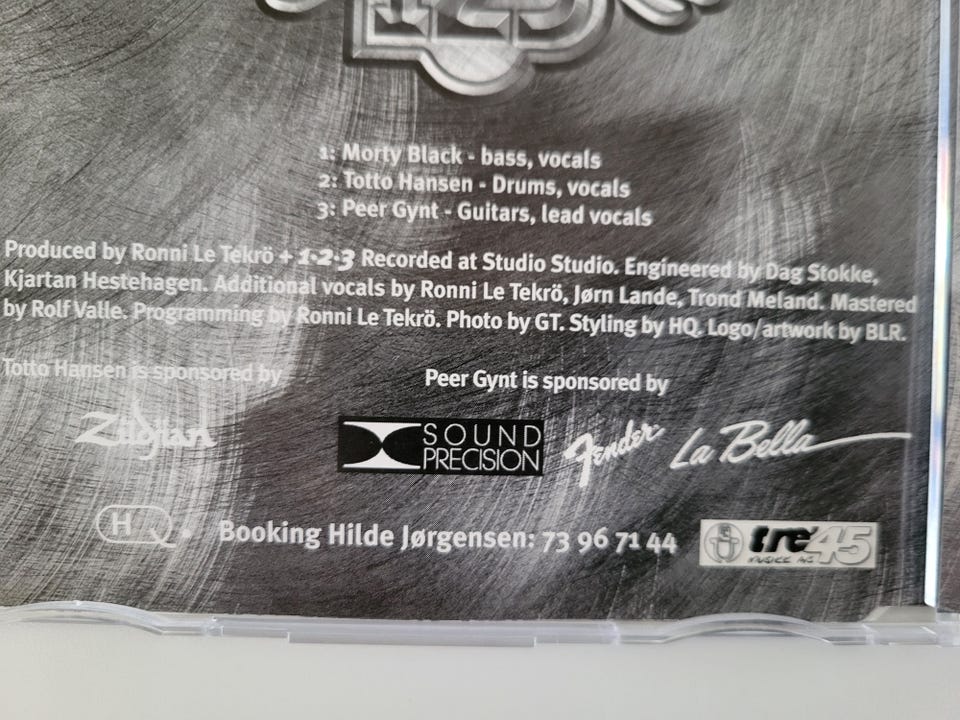 123
1: Morty Black - bass, vocals
2: Totto Hansen - Drums, vocals
3: Peer Gynt - Guitars, lead vocals
Produced by Ronni Le Tekrö + 1·2·3 Recorded at Studio Studio. Engineered by Dag Stokke,
Kjartan Hestehagen. Additional vocals by Ronni Le Tekrö, Jørn Lande, Trond Meland. Mastered
by Rolf Valle. Programming by Ronni Le Tekrö. Photo by GT. Styling by HQ. Logo/artwork by BLR.
Totto Hansen is sponsored by
Peer Gynt is sponsored by
Zildjian
SOUND
PRECISION
Fender
La Bella
HQ
Booking Hilde Jørgensen: 73 96 71 44
tre'45